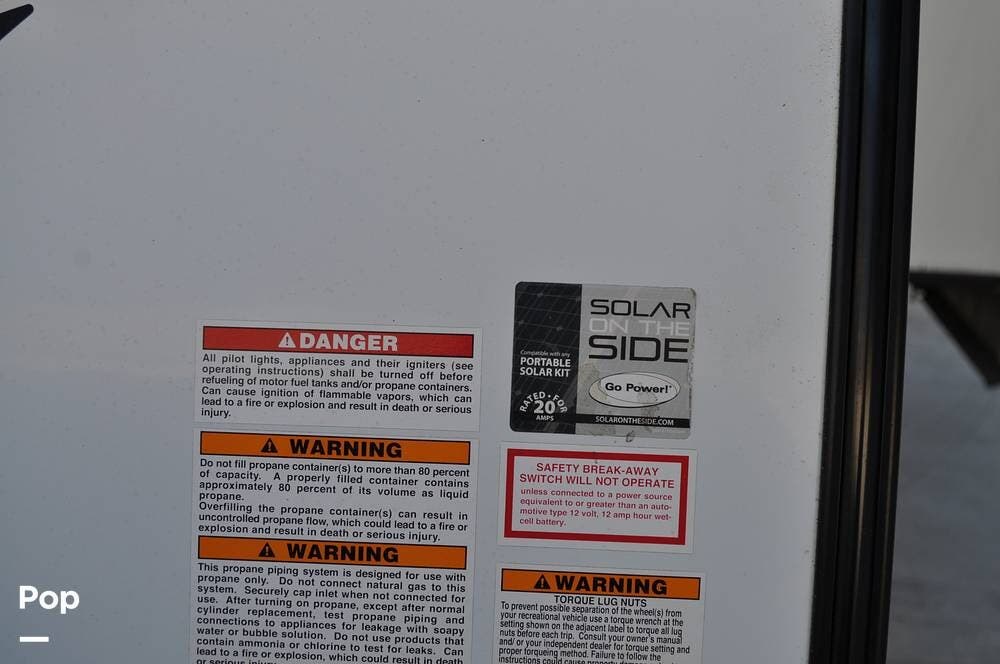 DANGER
All pilot lights, appliances and their igniters (see
operating instructions) shall be turned off before
refueling of motor fuel tanks and/or propane containers.
Can cause ignition of flammable vapors, which can
lead to a fire or explosion and result in death or serious
injury.
WARNING
Do not fill propane container(s) to more than 80 percent
of capacity. A properly filled container contains
approximately 80 percent of its volume as liquid
propane.
Overfilling the propane container(s) can result in
uncontrolled propane flow, which could lead to a fire or
explosion and result in death or serious injury.
WARNING
This propane piping system is designed for use with
propane only. Do not connect natural gas to this
system. Securely cap inlet when not connected for
use. After turning on propane, except after normal
cylinder replacement, test propane piping and
connections to appliances for leakage with soapy
water or bubble solution. Do not use products that
contain ammonia or chlorine to test for leaks. Can
lead to a fire or explosion, which could result in death
or serious injury
SOLAR
ON THE
SIDE
Compatible with any
PORTABLE
SOLAR KIT
Go Power!
RATED FOR
20
AMPS
SOLARONTHESIDE.COM
SAFETY BREAK-AWAY
SWITCH WILL NOT OPERATE
unless connected to a power source
equivalent to or greater than an auto-
motive type 12 volt, 12 amp hour wet-
cell battery.
WARNING
TORQUE LUG NUTS
To prevent possible separation of the wheel(s) from
your recreational vehicle use a torque wrench at the
setting shown on the adjacent label to torque all lug
nuts before each trip. Consult your owner's manual
and/ or your independent dealer for torque setting and
proper torqueing method. Failure to follow the
instructions could cause property
Pop